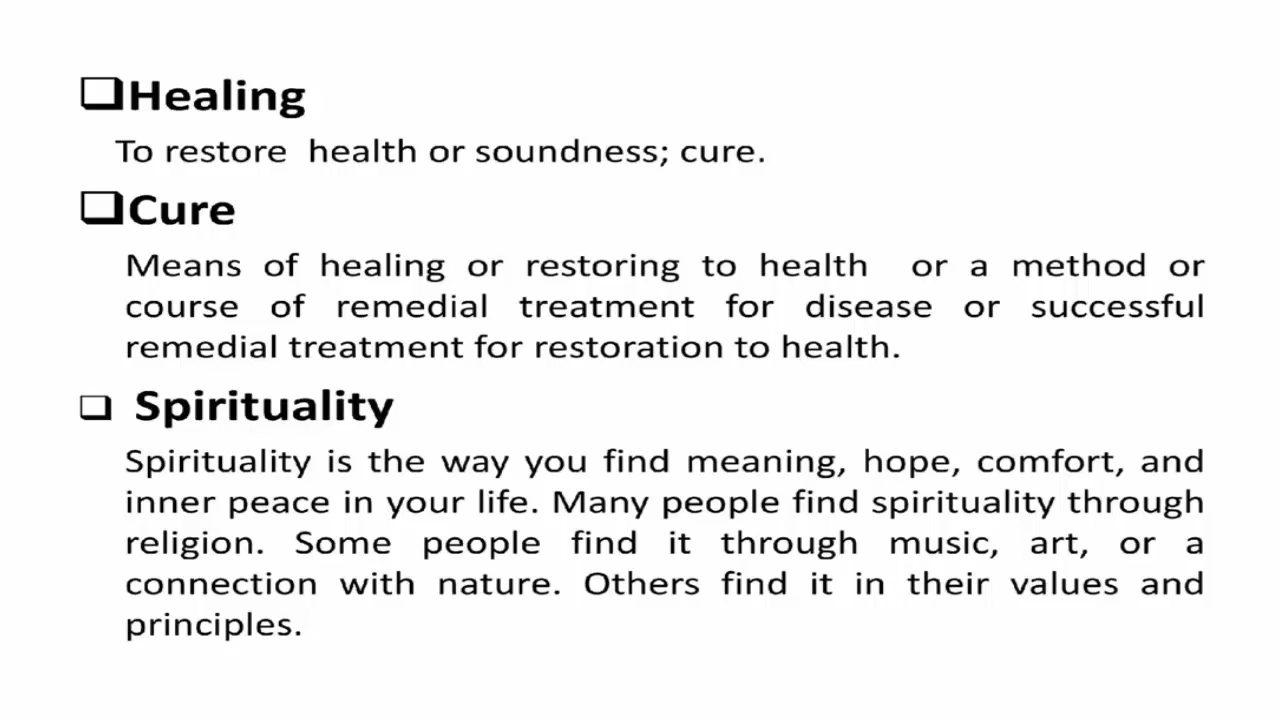 ❑Healing
To restore health or soundness; cure.
❑Cure
Means of healing or restoring to health or a method or
course of remedial treatment for disease or successful
remedial treatment for restoration to health.
❑ Spirituality
Spirituality is the way you find meaning, hope, comfort, and
inner peace in your life. Many people find spirituality through
religion. Some people find it through music, art, or a
connection with nature. Others find it in their values and
principles.